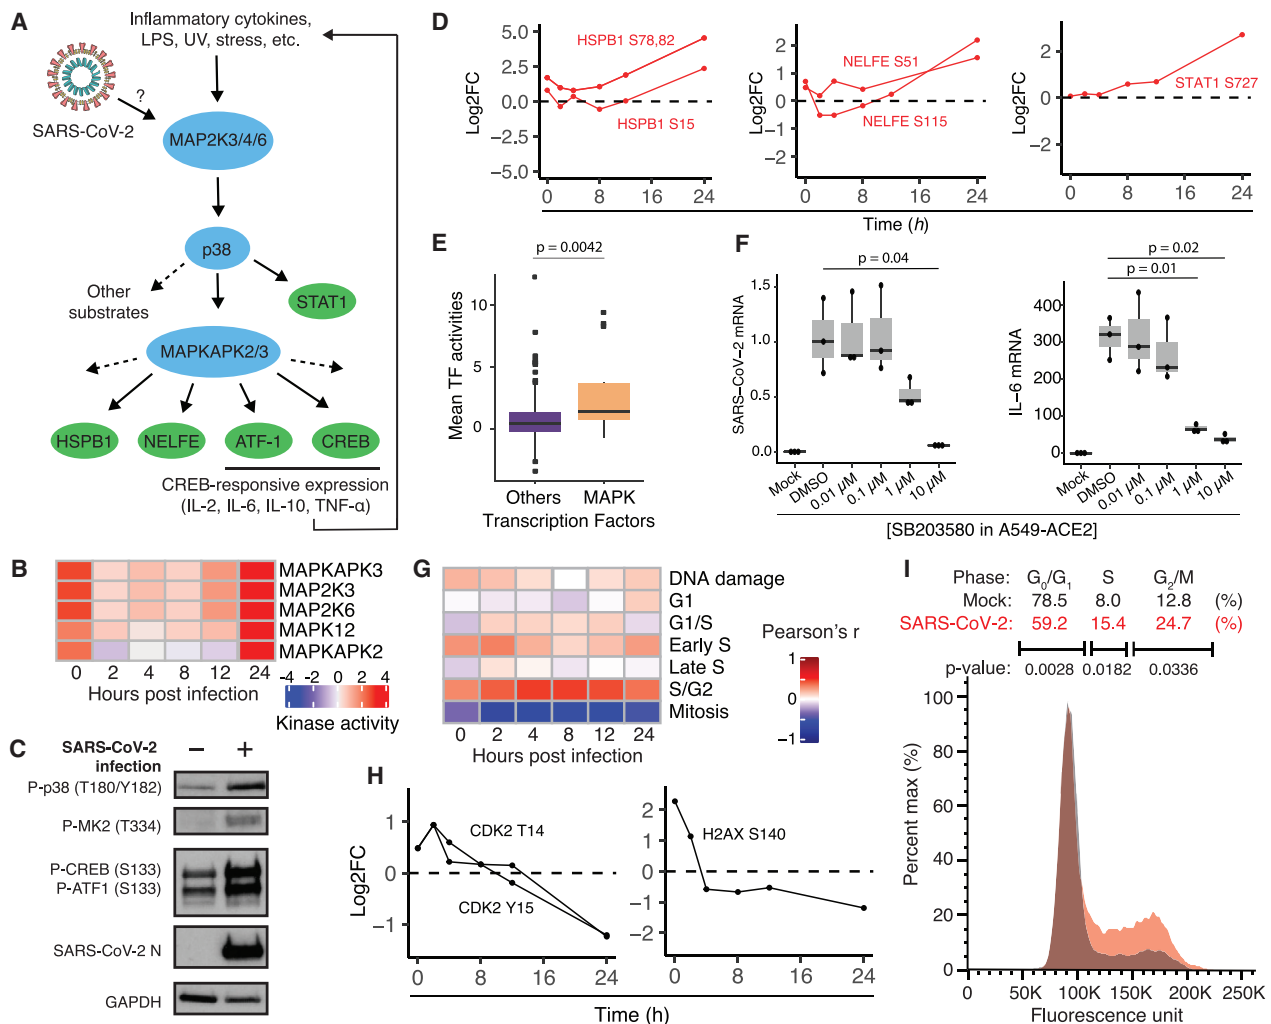 A
Inflammatory cytokines,
LPS, UV, stress, etc.
?
SARS-CoV-2
MAP2K3/4/6
p38
Other
substrates
STAT1
MAPKAPK2/3
HSPB1
NELFE
ATF-1
CREB
CREB-responsive expression
(IL-2, IL-6, IL-10, TNF-α)
D
Log2FC
5.0
2.5
0.0
−2.5
−5.0
HSPB1 S78,82
HSPB1 S15
0 8 16 24
Log2FC
2
1
0
−1
−2
NELFE S51
NELFE S115
0 8 16 24
Log2FC
2
0
−2
STAT1 S727
0 8 16 24
Time (h)
E
p = 0.0042
Mean TF activities
10
5
0
Others MAPK
Transcription Factors
F
p = 0.04
SARS−CoV−2 mRNA
1.5
1.0
0.5
0.0
Mock
DMSO
0.01 µM
0.1 µM
1 µM
10 µM
p = 0.02
p = 0.01
IL−6 mRNA
400
300
200
100
0
Mock
DMSO
0.01 µM
0.1 µM
1 µM
10 µM
[SB203580 in A549-ACE2]
B
MAPKAPK3
MAP2K3
MAP2K6
MAPK12
MAPKAPK2
0 2 4 8 12 24
Hours post infection
−4 −2 0 2 4
Kinase activity
C
SARS-CoV-2
infection
− +
P-p38 (T180/Y182)
P-MK2 (T334)
P-CREB (S133)
P-ATF1 (S133)
SARS-CoV-2 N
GAPDH
G
DNA damage
G1
G1/S
Early S
Late S
S/G2
Mitosis
0 2 4 8 12 24
Hours post infection
Pearson's r
1
0
−1
H
Log2FC
1
0
−1
CDK2 T14
CDK2 Y15
0 8 16 24
2
1
0
−1
−2
H2AX S140
0 8 16 24
Time (h)
I
Phase: G0/G1 S G2/M
Mock: 78.5 8.0 12.8 (%)
SARS-CoV-2: 59.2 15.4 24.7 (%)
p-value: 0.0028 0.0182 0.0336
Percent max (%)
100
80
60
40
20
0
0 50K 100K 150K 200K 250K
Fluorescence unit